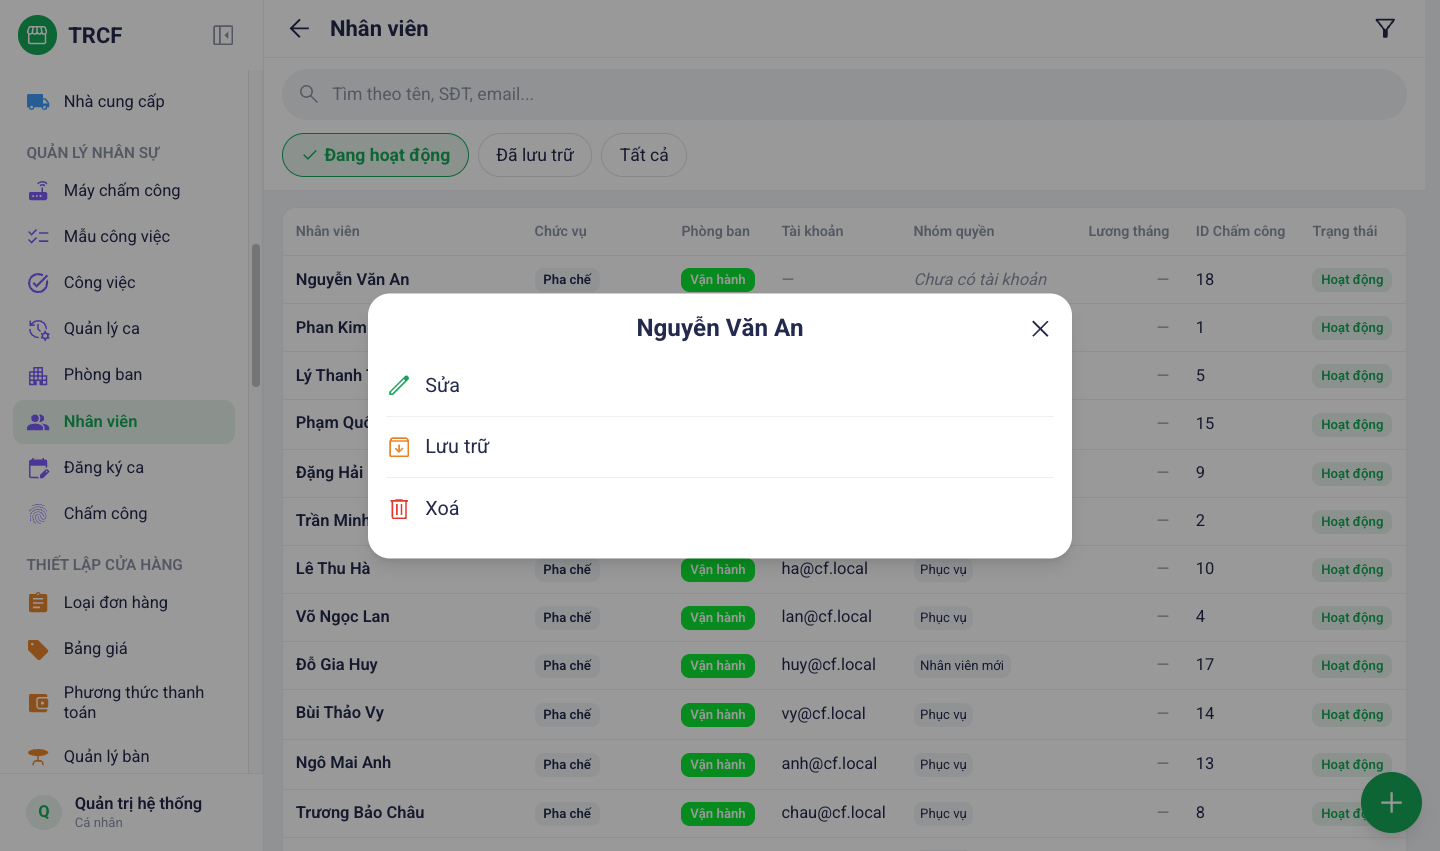 TRCF
Nhà cung cấp
QUẢN LÝ NHÂN SỰ
Máy chấm công
Mẫu công việc
Công việc
Quản lý ca
Phòng ban
Nhân viên
Đăng ký ca
Chấm công
THIẾT LẬP CỬA HÀNG
Loại đơn hàng
Bảng giá
Phương thức thanh
toán
Quản lý bàn
Q
Quản trị hệ thống
Cá nhân
Nhân viên
Tìm theo tên, SĐT, email...
Đang hoạt động Đã lưu trữ Tất cả
Nhân viên Chức vụ Phòng ban Tài khoản Nhóm quyền Lương tháng ID Chấm công Trạng thái
Nguyễn Văn An Pha chế Vận hành — Chưa có tài khoản — 18 Hoạt động
Phan Kim — 1 Hoạt động
Lý Thanh — 5 Hoạt động
Phạm — 15 Hoạt động
Đặng Hải — 9 Hoạt động
Trần Minh — 2 Hoạt động
Nguyễn Văn An
Sửa
Lưu trữ
Xoá
Lê Thu Hà Pha chế Vận hành ha@cf.local Phục vụ — 10 Hoạt động
Võ Ngọc Lan Pha chế Vận hành lan@cf.local Phục vụ — 4 Hoạt động
Đỗ Gia Huy Pha chế Vận hành huy@cf.local Nhân viên mới — 17 Hoạt động
Bùi Thảo Vy Pha chế Vận hành vy@cf.local Phục vụ — 14 Hoạt động
Ngô Mai Anh Pha chế Vận hành anh@cf.local Phục vụ — 13 Hoạt động
Trương Bảo Châu Pha chế Vận hành chau@cf.local Phục vụ — 8 Hoạt